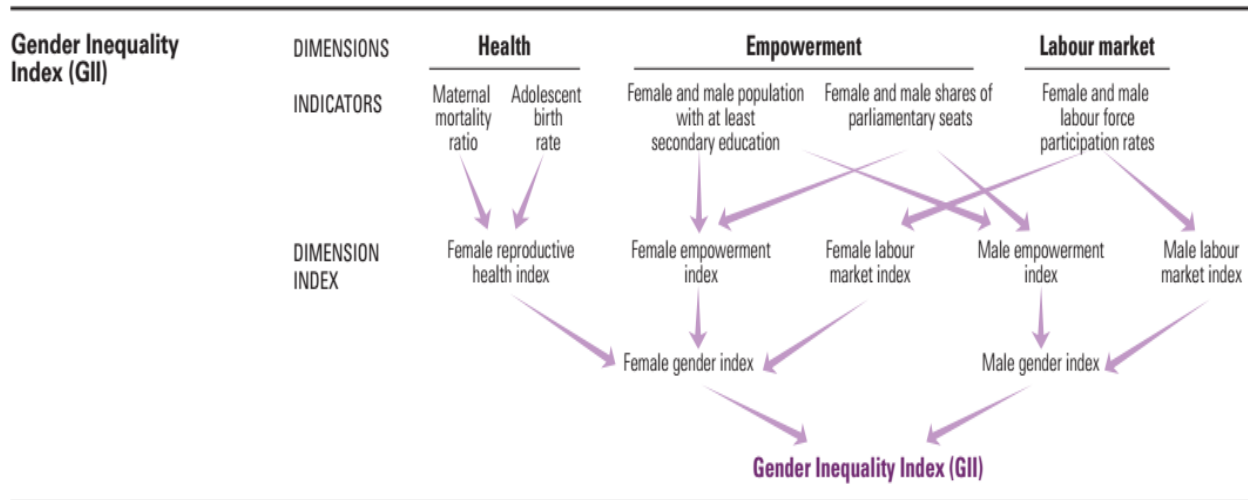 Gender Inequality
Index (GII)
DIMENSIONS
Health
Empowerment
Labour market
INDICATORS
Maternal
mortality
ratio
Adolescent
birth
rate
Female and male population
with at least
secondary education
Female and male shares of
parliamentary seats
Female and male
labour force
participation rates
DIMENSION
INDEX
Female reproductive
health index
Female empowerment
index
Female labour
market index
Male empowerment
index
Male labour
market index
Female gender index
Male gender index
Gender Inequality Index (GII)